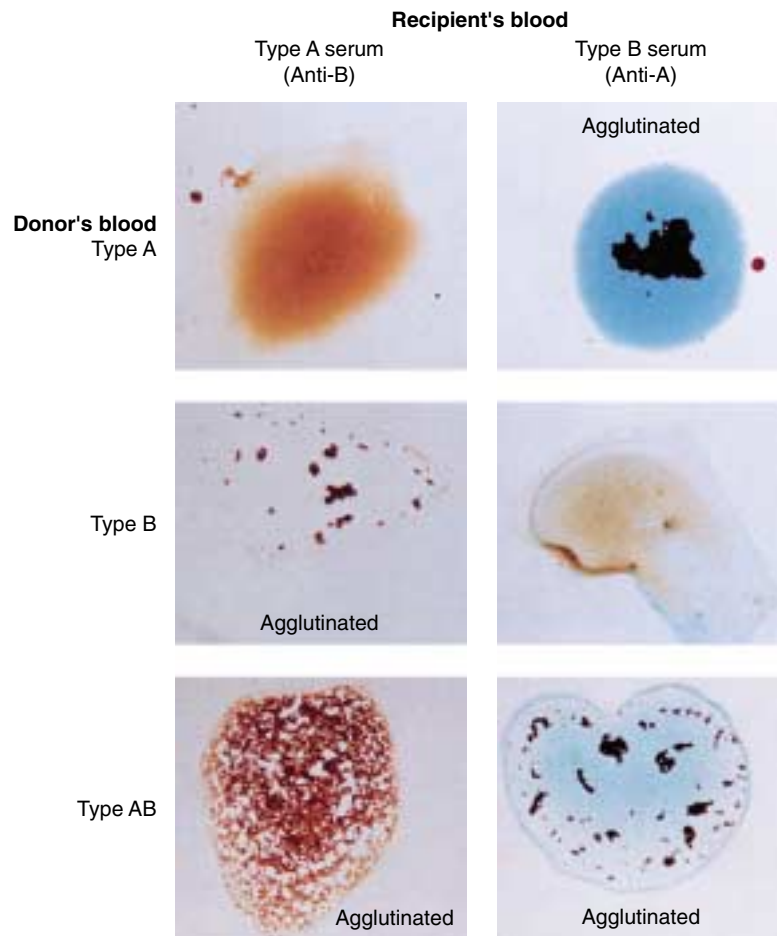 Recipient's blood
Type A serum
(Anti-B)
Type B serum
(Anti-A)
Agglutinated
Donor's blood
Type A
Type B
Agglutinated
Type AB
Agglutinated
Agglutinated